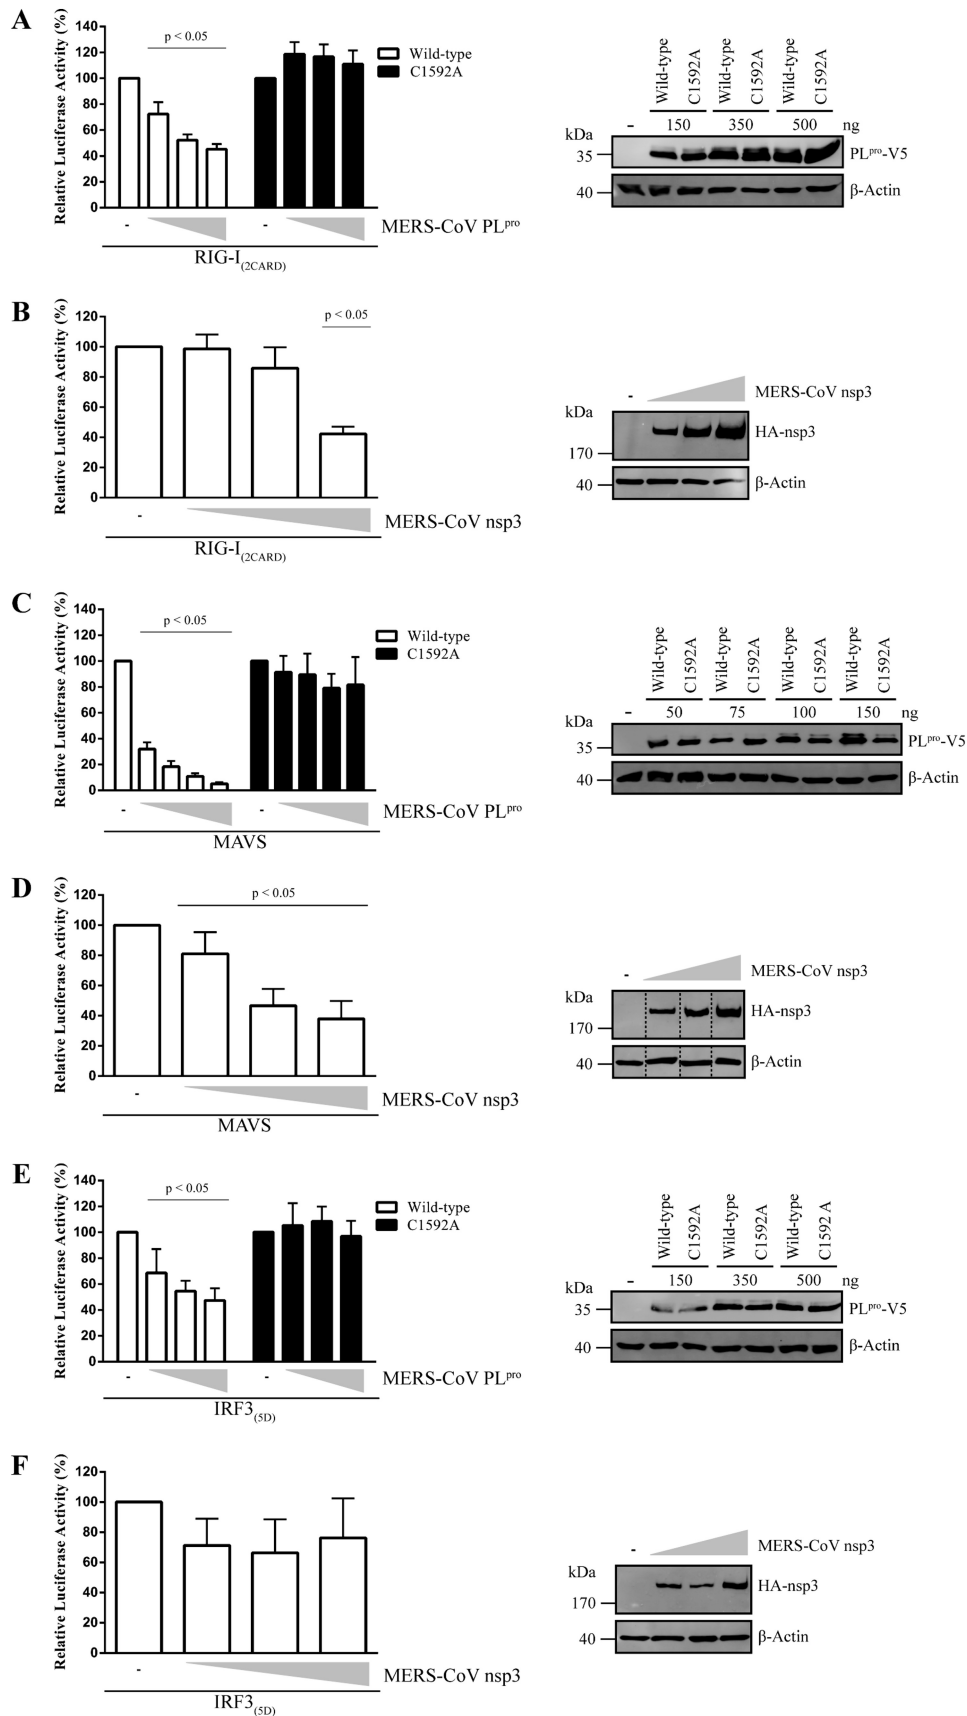 A
Relative Luciferase Activity (%)
140
120
100
80
60
40
20
0
p < 0.05
Wild-type
C1592A
-
-
MERS-CoV PLpro
RIG-I(2CARD)
Wild-type
C1592A
Wild-type
C1592A
Wild-type
C1592A
- 150 350 500 ng
kDa
35
PLpro-V5
40
β-Actin
B
Relative Luciferase Activity (%)
120
100
80
60
40
20
0
p < 0.05
-
MERS-CoV nsp3
RIG-I(2CARD)
- MERS-CoV nsp3
kDa
HA-nsp3
170
40
β-Actin
C
Relative Luciferase Activity (%)
140
120
100
80
60
40
20
0
p < 0.05
Wild-type
C1592A
-
-
MERS-CoV PLpro
MAVS
Wild-type
C1592A
Wild-type
C1592A
Wild-type
C1592A
Wild-type
C1592A
- 50 75 100 150 ng
kDa
35
PLpro-V5
40
β-Actin
D
Relative Luciferase Activity (%)
120
100
80
60
40
20
0
p < 0.05
-
MERS-CoV nsp3
MAVS
- MERS-CoV nsp3
kDa
HA-nsp3
170
40
β-Actin
E
Relative Luciferase Activity (%)
140
120
100
80
60
40
20
0
p < 0.05
Wild-type
C1592A
-
-
MERS-CoV PLpro
IRF3(5D)
Wild-type
C1592A
Wild-type
C1592A
Wild-type
C1592 A
- 150 350 500 ng
kDa
35
PLpro-V5
40
β-Actin
F
Relative Luciferase Activity (%)
120
100
80
60
40
20
0
-
MERS-CoV nsp3
IRF3(5D)
- MERS-CoV nsp3
kDa
HA-nsp3
170
40
β-Actin